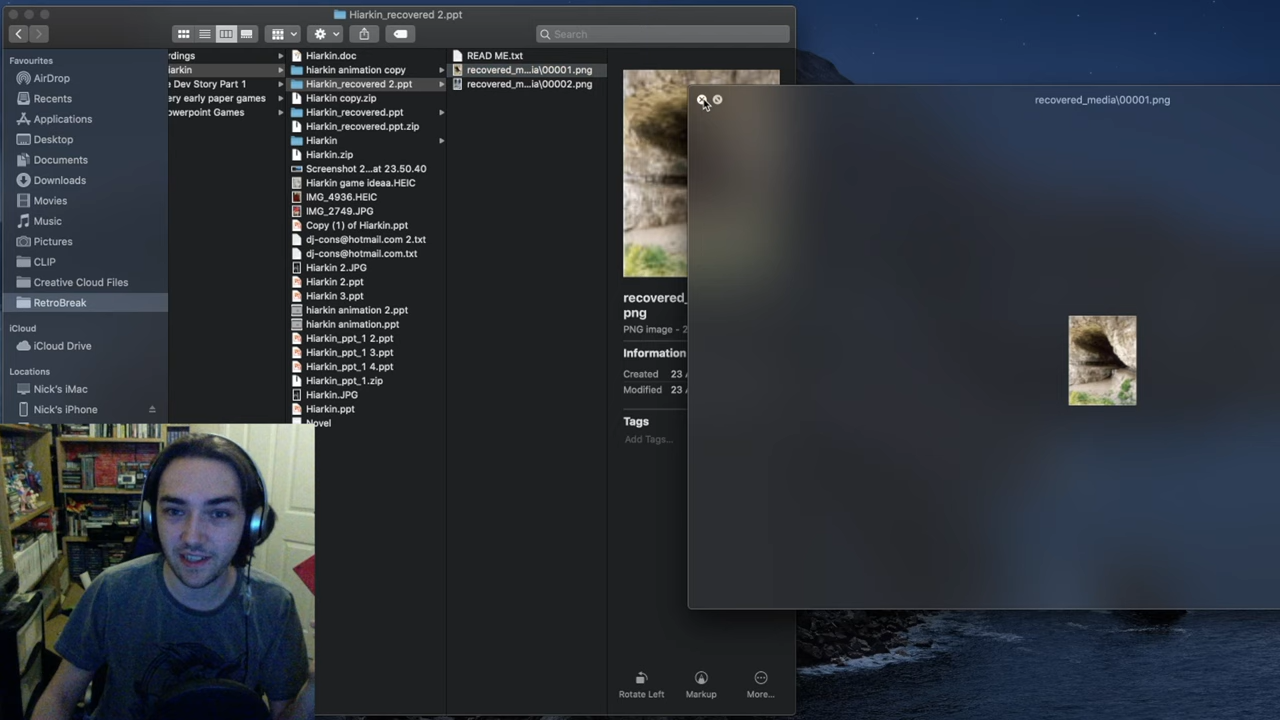 Hiarkin_recovered 2.ppt
Search
Favourites
AirDrop
Recents
Applications
Desktop
Documents
Downloads
Movies
Music
Pictures
CLIP
Creative Cloud Files
RetroBreak
iCloud
iCloud Drive
Locations
Nick's iMac
Nick's iPhone
rdings
iarkin
e Dev Story Part 1
ery early paper games
owerpoint Games
Hiarkin.doc
hiarkin animation copy
Hiarkin_recovered 2.ppt
Hiarkin copy.zip
Hiarkin_recovered.ppt
Hiarkin_recovered.ppt.zip
Hiarkin
Hiarkin.zip
Screenshot 2...at 23.50.40
Hiarkin game ideaa.HEIC
IMG_4936.HEIC
IMG_2749.JPG
Copy (1) of Hiarkin.ppt
dj-cons@hotmail.com 2.txt
dj-cons@hotmail.com.txt
Hiarkin 2.JPG
Hiarkin 2.ppt
Hiarkin 3.ppt
hiarkin animation 2.ppt
hiarkin animation.ppt
Hiarkin_ppt_1 2.ppt
Hiarkin_ppt_1 3.ppt
Hiarkin_ppt_1 4.ppt
Hiarkin_ppt_1.zip
Hiarkin.JPG
Hiarkin.ppt
Novel
READ ME.txt
recovered_m...ia\00001.png
recovered_m...ia\00002.png
recovered_
png
PNG image - 2
Information
Created 23
Modified 23
Tags
Add Tags...
Rotate Left
Markup
More...
recovered_media\00001.png